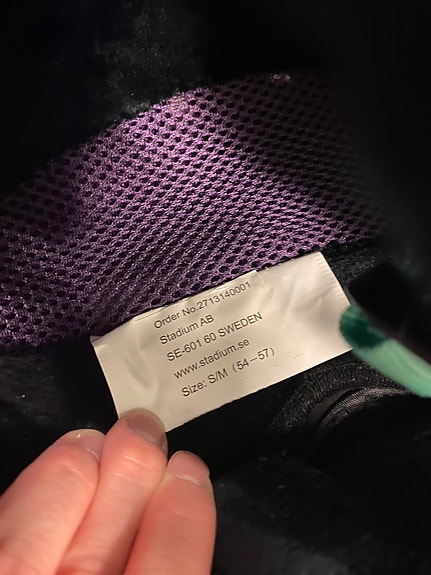 Order No.2713140001
Stadium AB
SE-601 60 SWEDEN
www.stadium.se
Size: S/M (54-57)